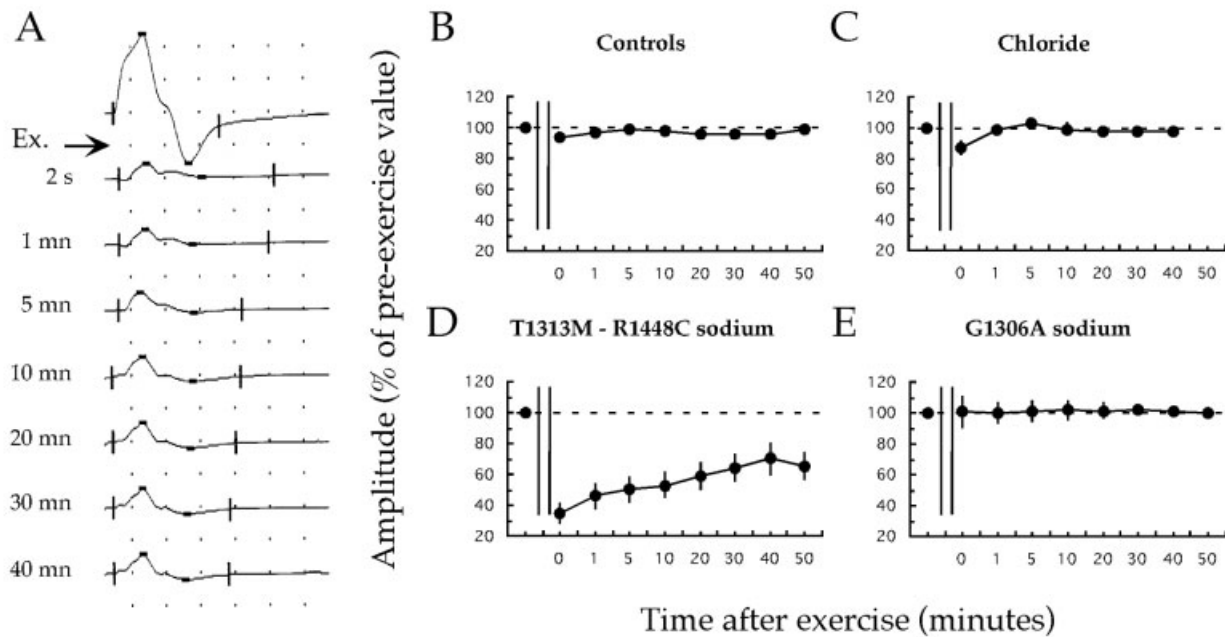 A
Ex.
2 s
1 mn
5 mn
10 mn
20 mn
30 mn
40 mn
Amplitude (% of pre-exercise value)
B
Controls
120
100
80
60
40
20
0 1 5 10 20 30 40 50
C
Chloride
120
100
80
60
40
20
0 1 5 10 20 30 40 50
D
T1313M - R1448C sodium
120
100
80
60
40
20
0 1 5 10 20 30 40 50
E
G1306A sodium
120
100
80
60
40
20
0 1 5 10 20 30 40 50
Time after exercise (minutes)